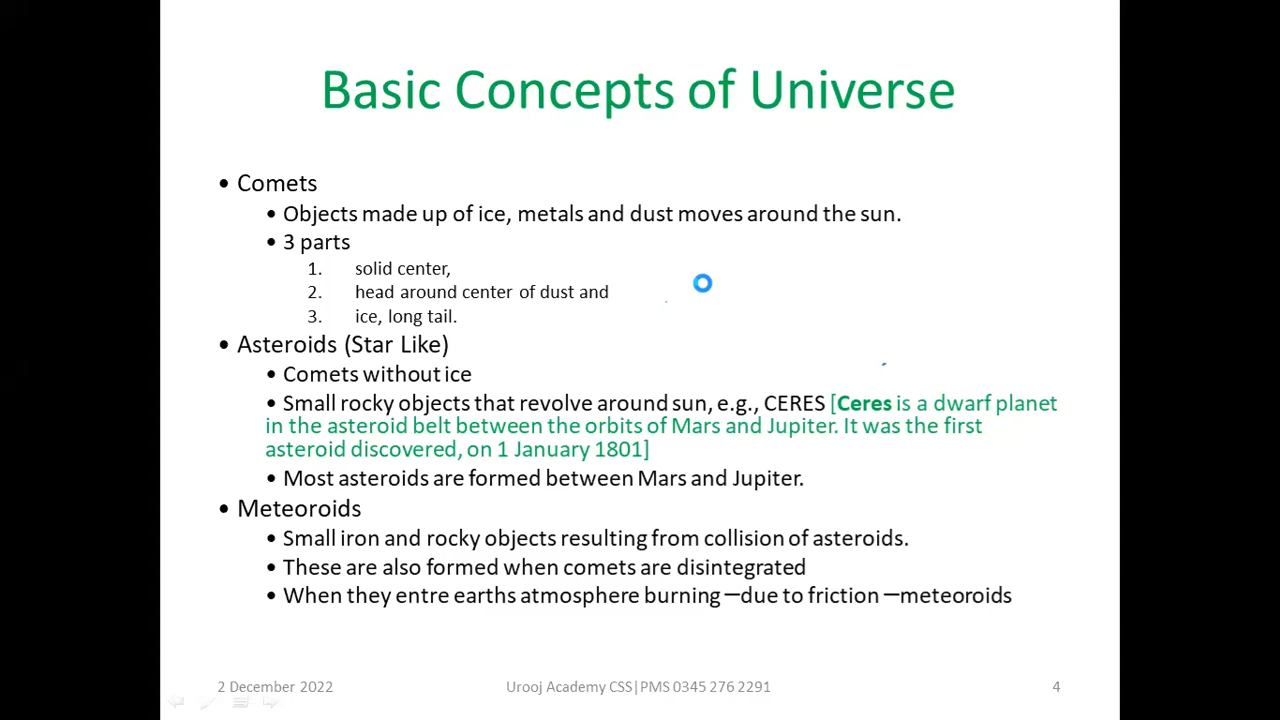 Basic Concepts of Universe
• Comets
• Objects made up of ice, metals and dust moves around the sun.
• 3 parts
1. solid center,
2. head around center of dust and
3. ice, long tail.
• Asteroids (Star Like)
• Comets without ice
• Small rocky objects that revolve around sun, e.g., CERES [Ceres is a dwarf planet
in the asteroid belt between the orbits of Mars and Jupiter. It was the first
asteroid discovered, on 1 January 1801]
• Most asteroids are formed between Mars and Jupiter.
• Meteoroids
• Small iron and rocky objects resulting from collision of asteroids.
• These are also formed when comets are disintegrated
• When they entre earths atmosphere burning —due to friction —meteoroids
2 December 2022 Urooj Academy CSS|PMS 0345 276 2291 4